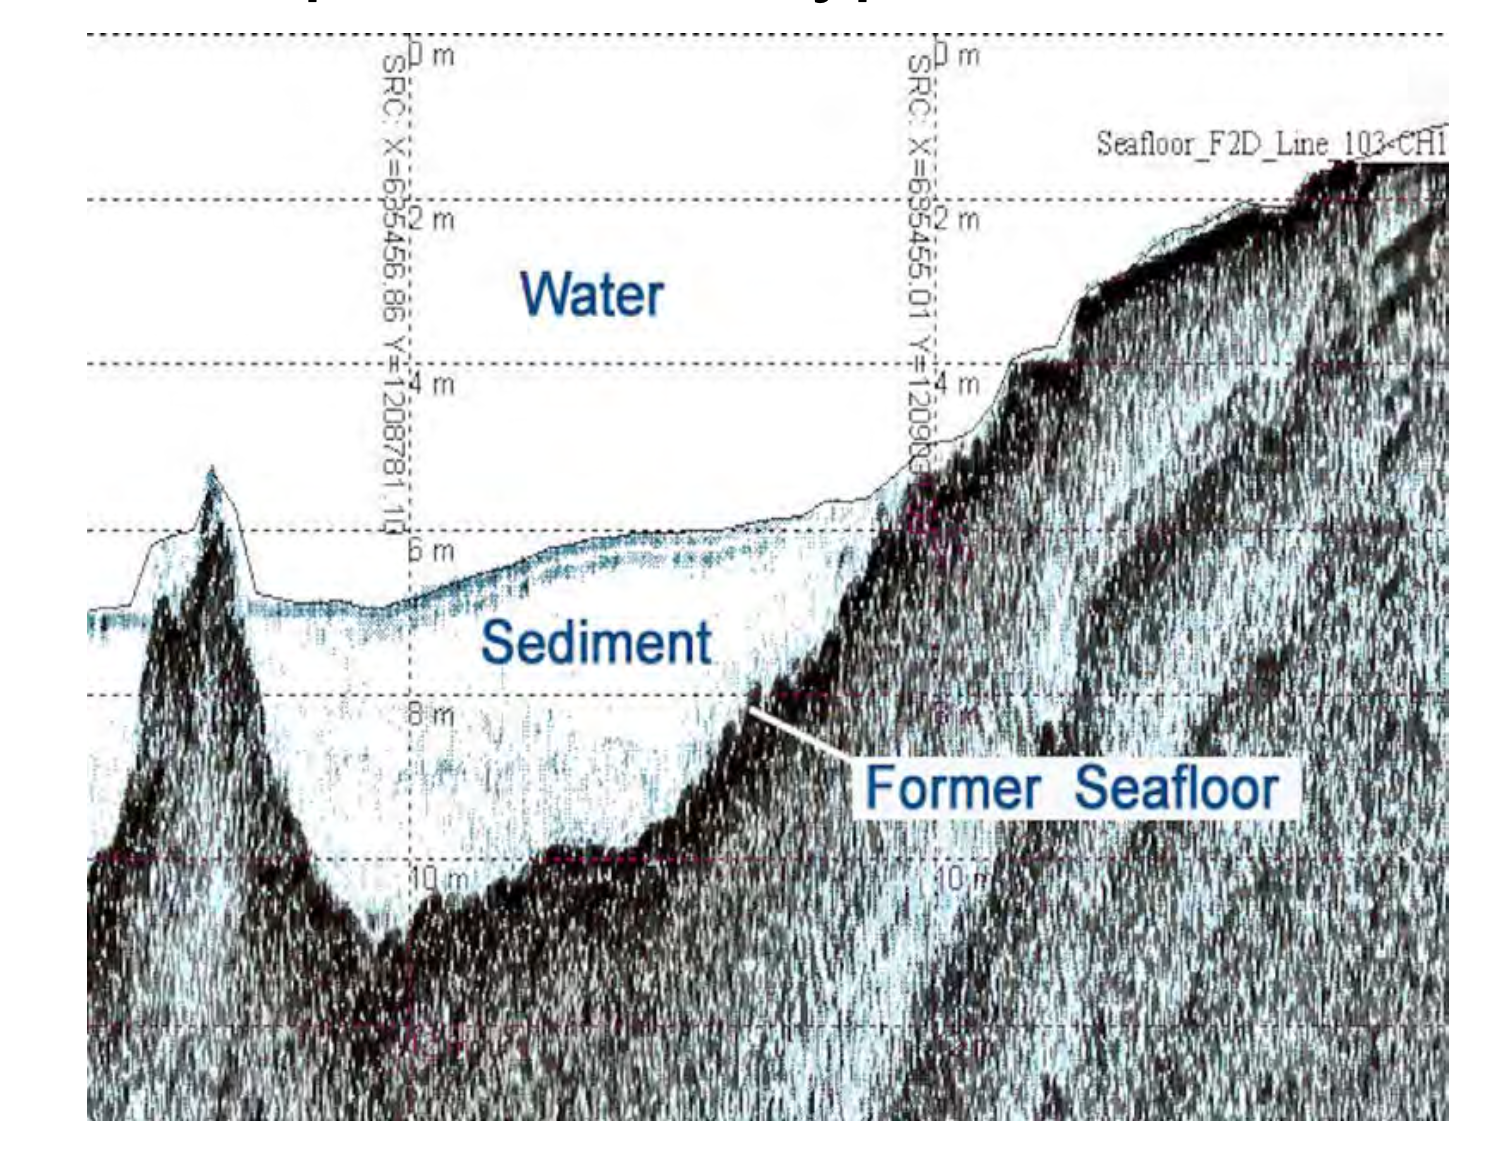 0 m
0 m
SRC: X=635456.86 Y=1208781.10
SRC: X=635455.01 Y=12090
Seafloor_F2D_Line_103-CH1
2 m
2 m
Water
4 m
4 m
6 m
Sediment
8 m
8 m
Former Seafloor
10 m
10 m